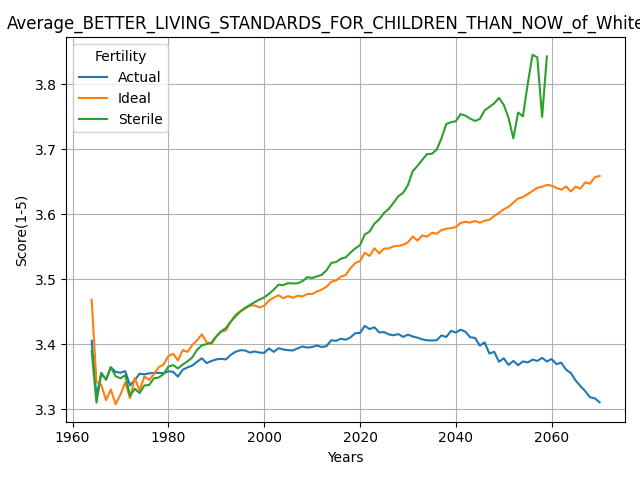 Average_BETTER_LIVING_STANDARDS_FOR_CHILDREN_THAN_NOW_of_White
Fertility
Actual
Ideal
Sterile
Score(1-5)
3.8
3.7
3.6
3.5
3.4
3.3
1960 1980 2000 2020 2040 2060
Years